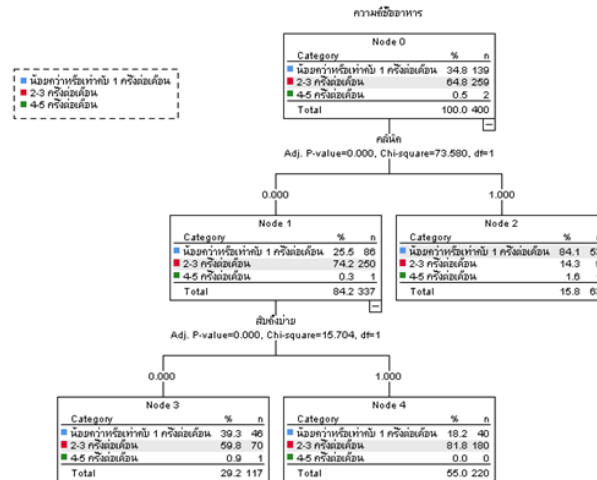 ความถี่ซื้ออาหาร
น้อยกว่าหรือเท่ากับ 1 ครั้งต่อเดือน
2-3 ครั้งต่อเดือน
4-5 ครั้งต่อเดือน
Node 0
Category % n
น้อยกว่าหรือเท่ากับ 1 ครั้งต่อเดือน 34.8 139
2-3 ครั้งต่อเดือน 64.8 259
4-5 ครั้งต่อเดือน 0.5 2
Total 100.0 400
คลินิค
Adj. P-value=0.000, Chi-square=73.580, df=1
0.000 1.000
Node 1
Category % n
น้อยกว่าหรือเท่ากับ 1 ครั้งต่อเดือน 25.5 86
2-3 ครั้งต่อเดือน 74.2 250
4-5 ครั้งต่อเดือน 0.3 1
Total 84.2 337
Node 2
Category %
น้อยกว่าหรือเท่ากับ 1 ครั้งต่อเดือน 84.1
2-3 ครั้งต่อเดือน 14.3
4-5 ครั้งต่อเดือน 1.6
Total 15.8
Adj. P-value=0.000, Chi-square=15.704, df=1
0.000 1.000
Node 3
Category % n
น้อยกว่าหรือเท่ากับ 1 ครั้งต่อเดือน 39.3 46
2-3 ครั้งต่อเดือน 59.8 70
4-5 ครั้งต่อเดือน 0.9 1
Total 29.2 117
Node 4
Category % n
น้อยกว่าหรือเท่ากับ 1 ครั้งต่อเดือน 18.2 40
2-3 ครั้งต่อเดือน 81.8 180
4-5 ครั้งต่อเดือน 0.0 0
Total 55.0 220